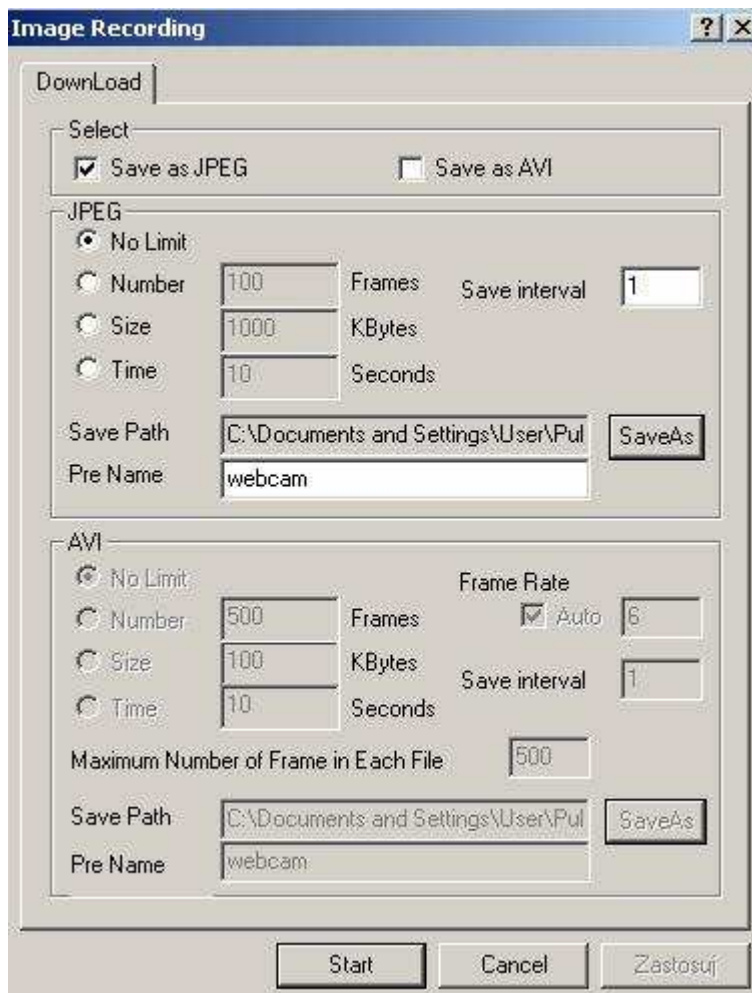 Image Recording
DownLoad
Select
Save as JPEG Save as AVI
JPEG
No Limit
Number 100 Frames Save interval 1
Size 1000 KBytes
Time 10 Seconds
Save Path C:\Documents and Settings\User\Pul SaveAs
Pre Name webcam
AVI
No Limit Frame Rate
Number 500 Frames Auto 6
Size 100 KBytes
Save interval 1
Time 10 Seconds
Maximum Number of Frame in Each File 500
Save Path C:\Documents and Settings\User\Pul SaveAs
Pre Name webcam
Start Cancel Zastosuj